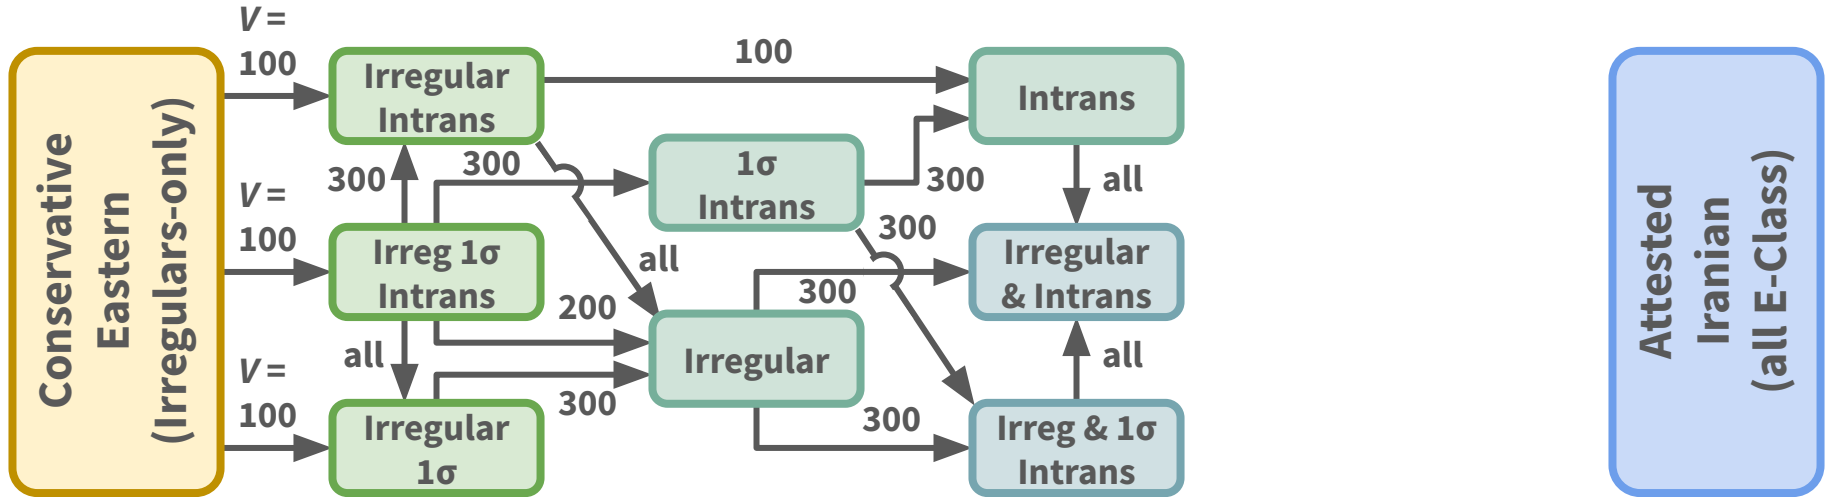 Conservative
Eastern
(Irregulars-only)
V =
100
V =
100
V =
100
Irregular
Intrans
300
300
Irreg 1σ
Intrans
all
200
Irregular
1σ
300
100
1σ
Intrans
300
all
300
Irregular
300
300
Intrans
all
Irregular
& Intrans
all
Irreg & 1σ
Intrans
Attested
Iranian
(all E-Class)